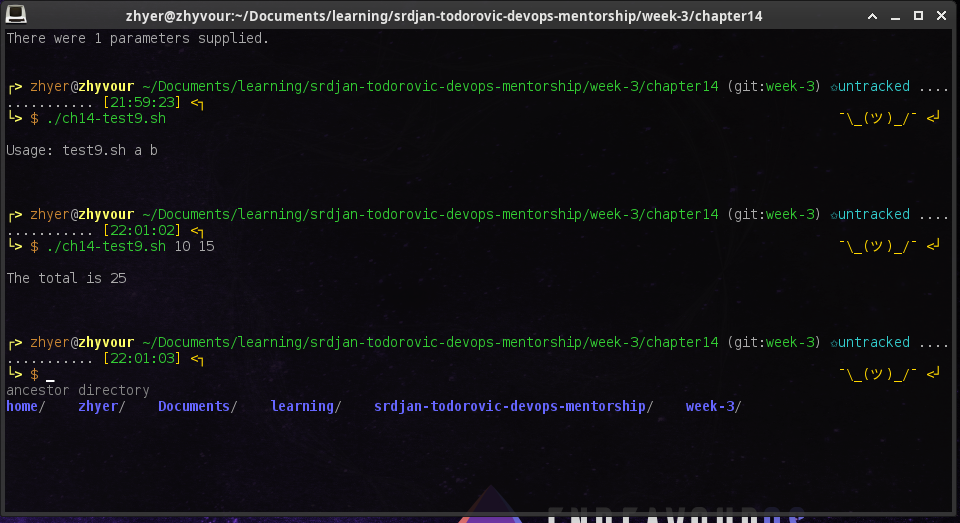 zhyer@zhyvour:~/Documents/learning/srdjan-todorovic-devops-mentorship/week-3/chapter14
There were 1 parameters supplied.
┌> zhyer@zhyvour ~/Documents/learning/srdjan-todorovic-devops-mentorship/week-3/chapter14 (git:week-3) ✩untracked ....
........... [21:59:23] <┐
└> $ ./ch14-test9.sh ¯\_(ツ)_/¯ <┘
Usage: test9.sh a b
┌> zhyer@zhyvour ~/Documents/learning/srdjan-todorovic-devops-mentorship/week-3/chapter14 (git:week-3) ✩untracked ....
........... [22:01:02] <┐
└> $ ./ch14-test9.sh 10 15 ¯\_(ツ)_/¯ <┘
The total is 25
┌> zhyer@zhyvour ~/Documents/learning/srdjan-todorovic-devops-mentorship/week-3/chapter14 (git:week-3) ✩untracked ....
........... [22:01:03] <┐
└> $ _ ¯\_(ツ)_/¯ <┘
ancestor directory
home/ zhyer/ Documents/ learning/ srdjan-todorovic-devops-mentorship/ week-3/
ENDEAVOUROS